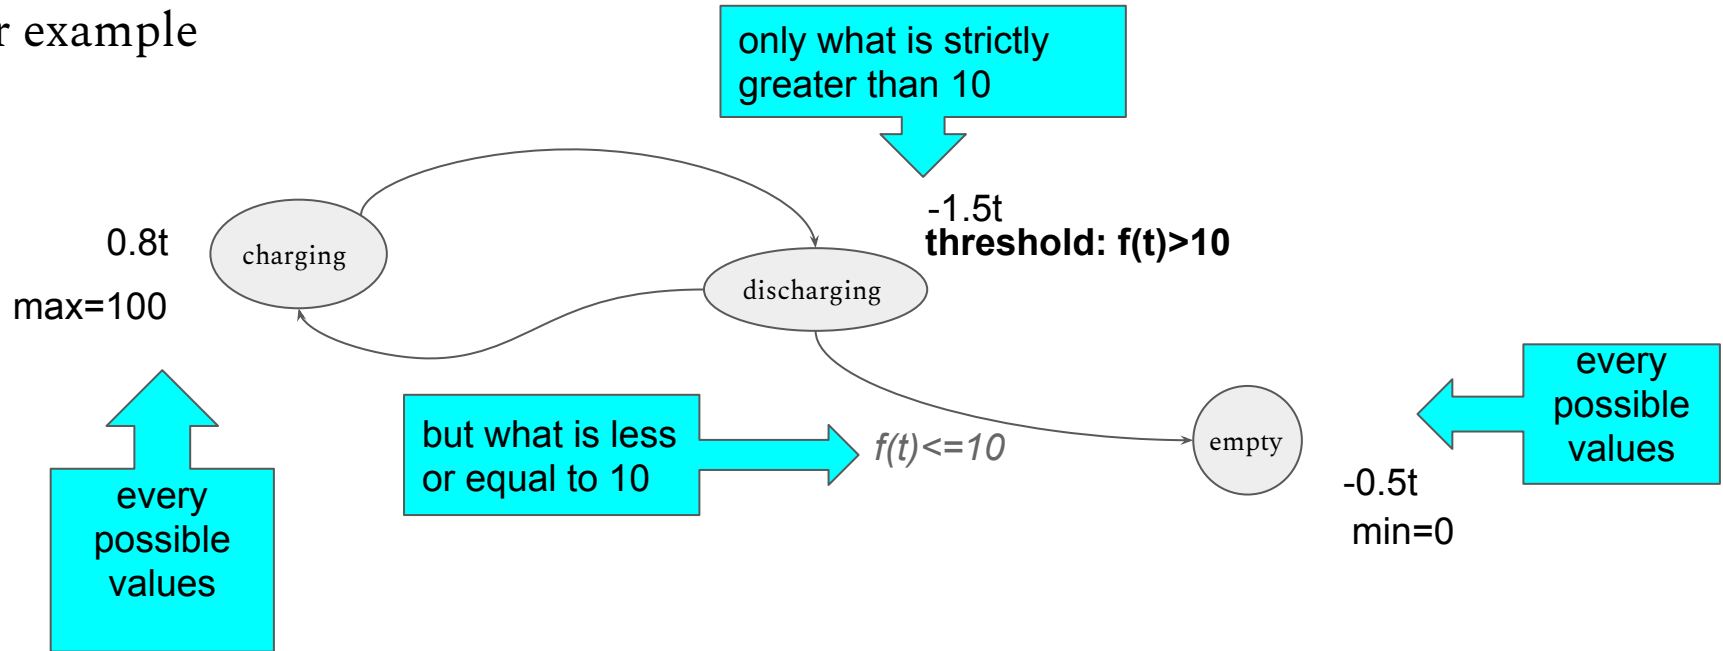 r example
only what is strictly
greater than 10
-1.5t
threshold: f(t)>10
0.8t
charging
max=100
discharging
every
possible
values
but what is less
or equal to 10
f(t)<=10
empty
every
possible
values
-0.5t
min=0